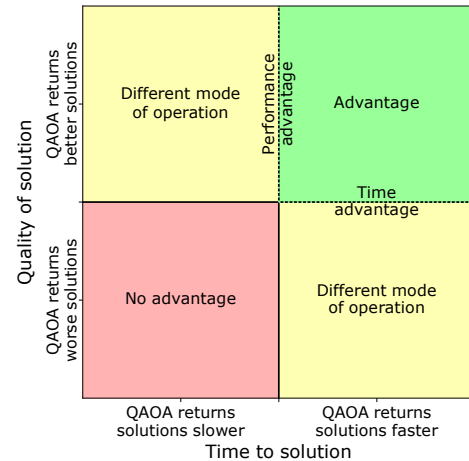 Quality of solution
QAOA returns
better solutions
QAOA returns
worse solutions
Different mode
of operation
Performance
advantage
Advantage
Time
advantage
No advantage
Different mode
of operation
QAOA returns
solutions slower
QAOA returns
solutions faster
Time to solution